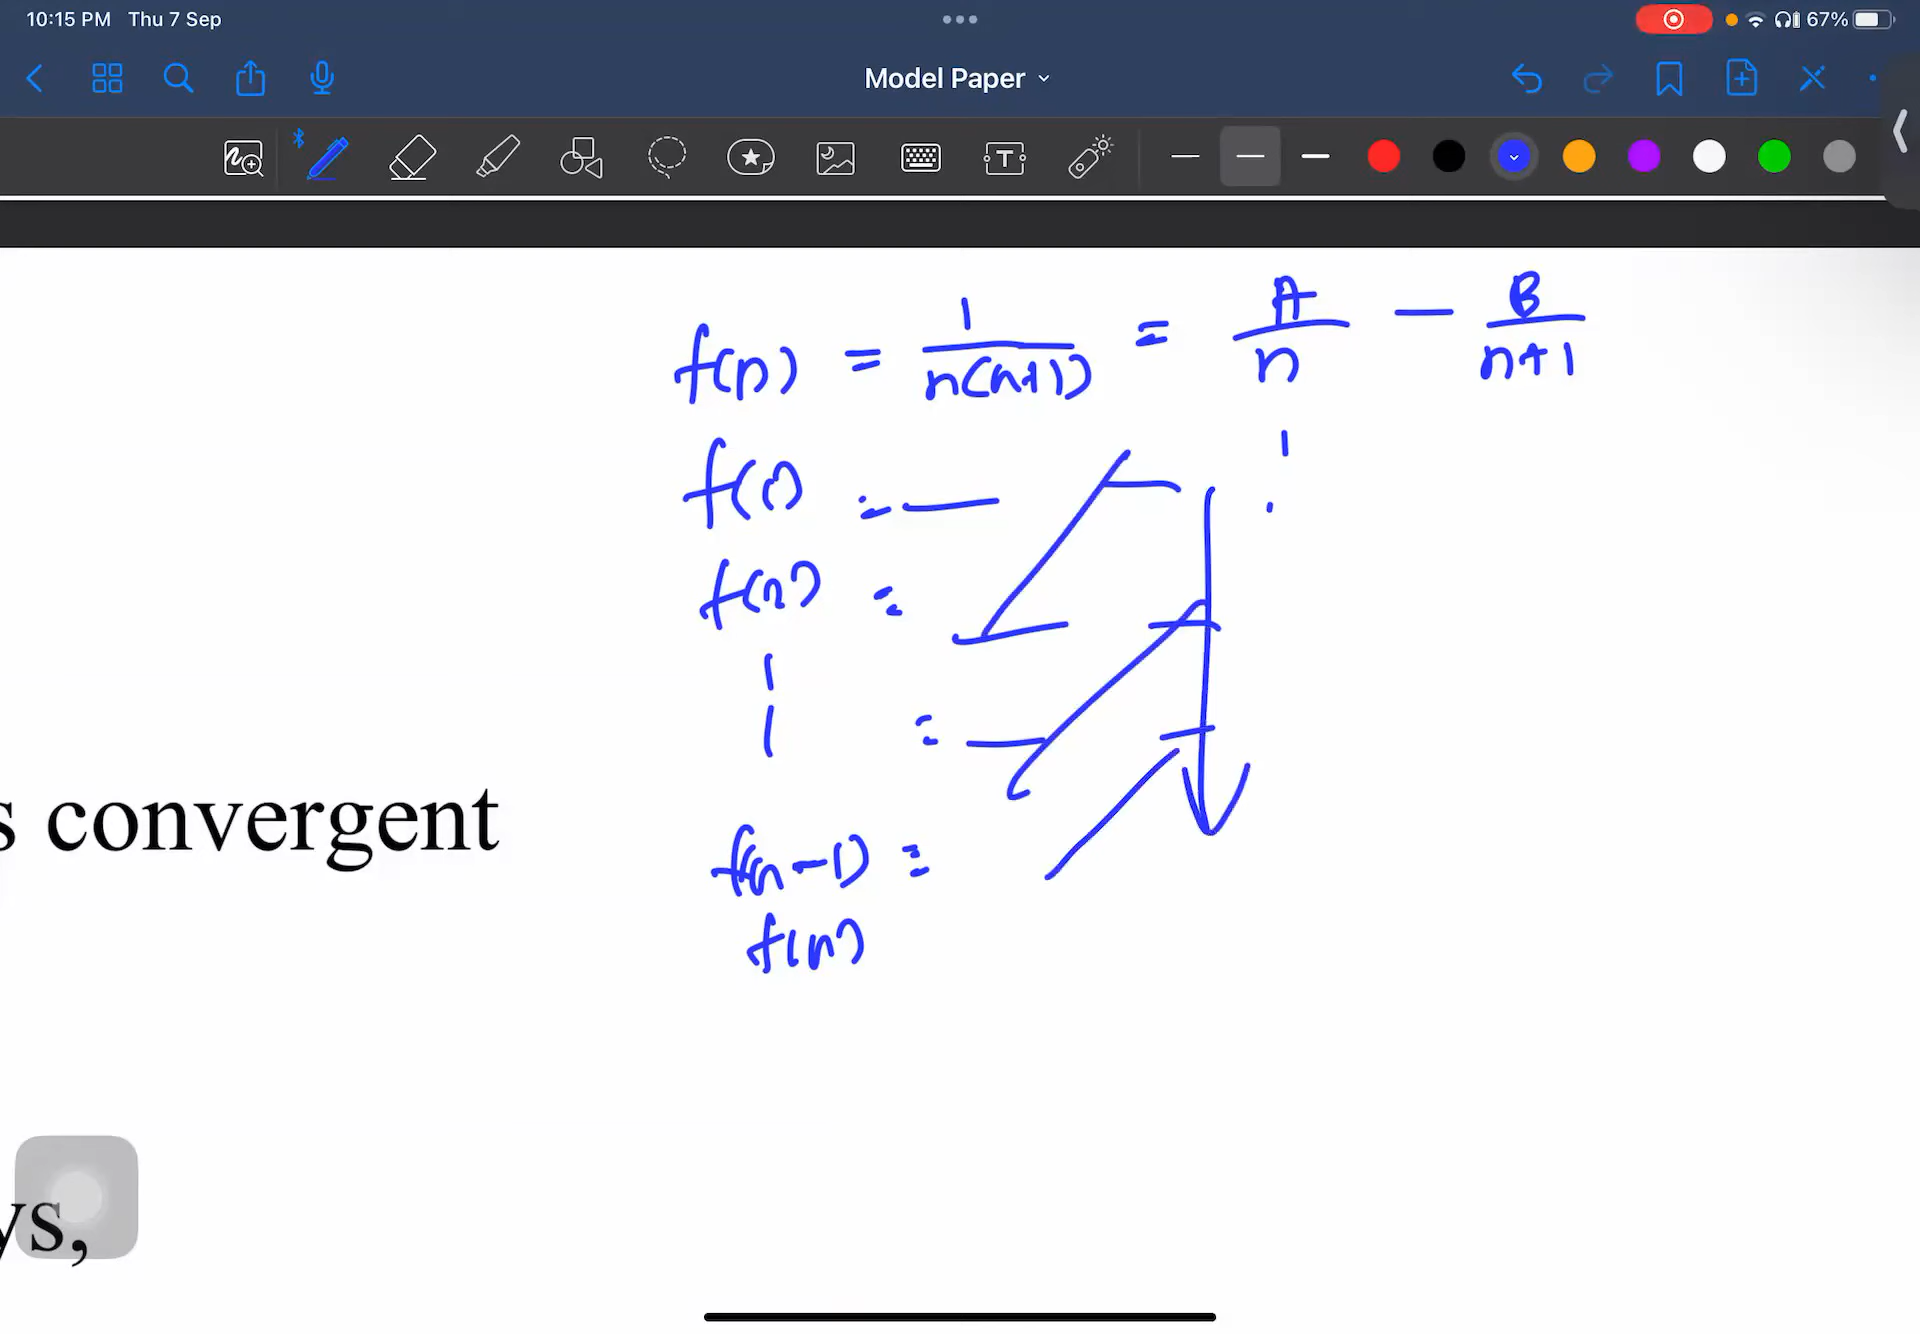 10:15 PM Thu 7 Sep 67%
Model Paper
f(n) = 1/n(n+1) = A/n - B/n+1
f(1) =
f(2) =
=
f(n-1) =
f(n)
s convergent
ys,